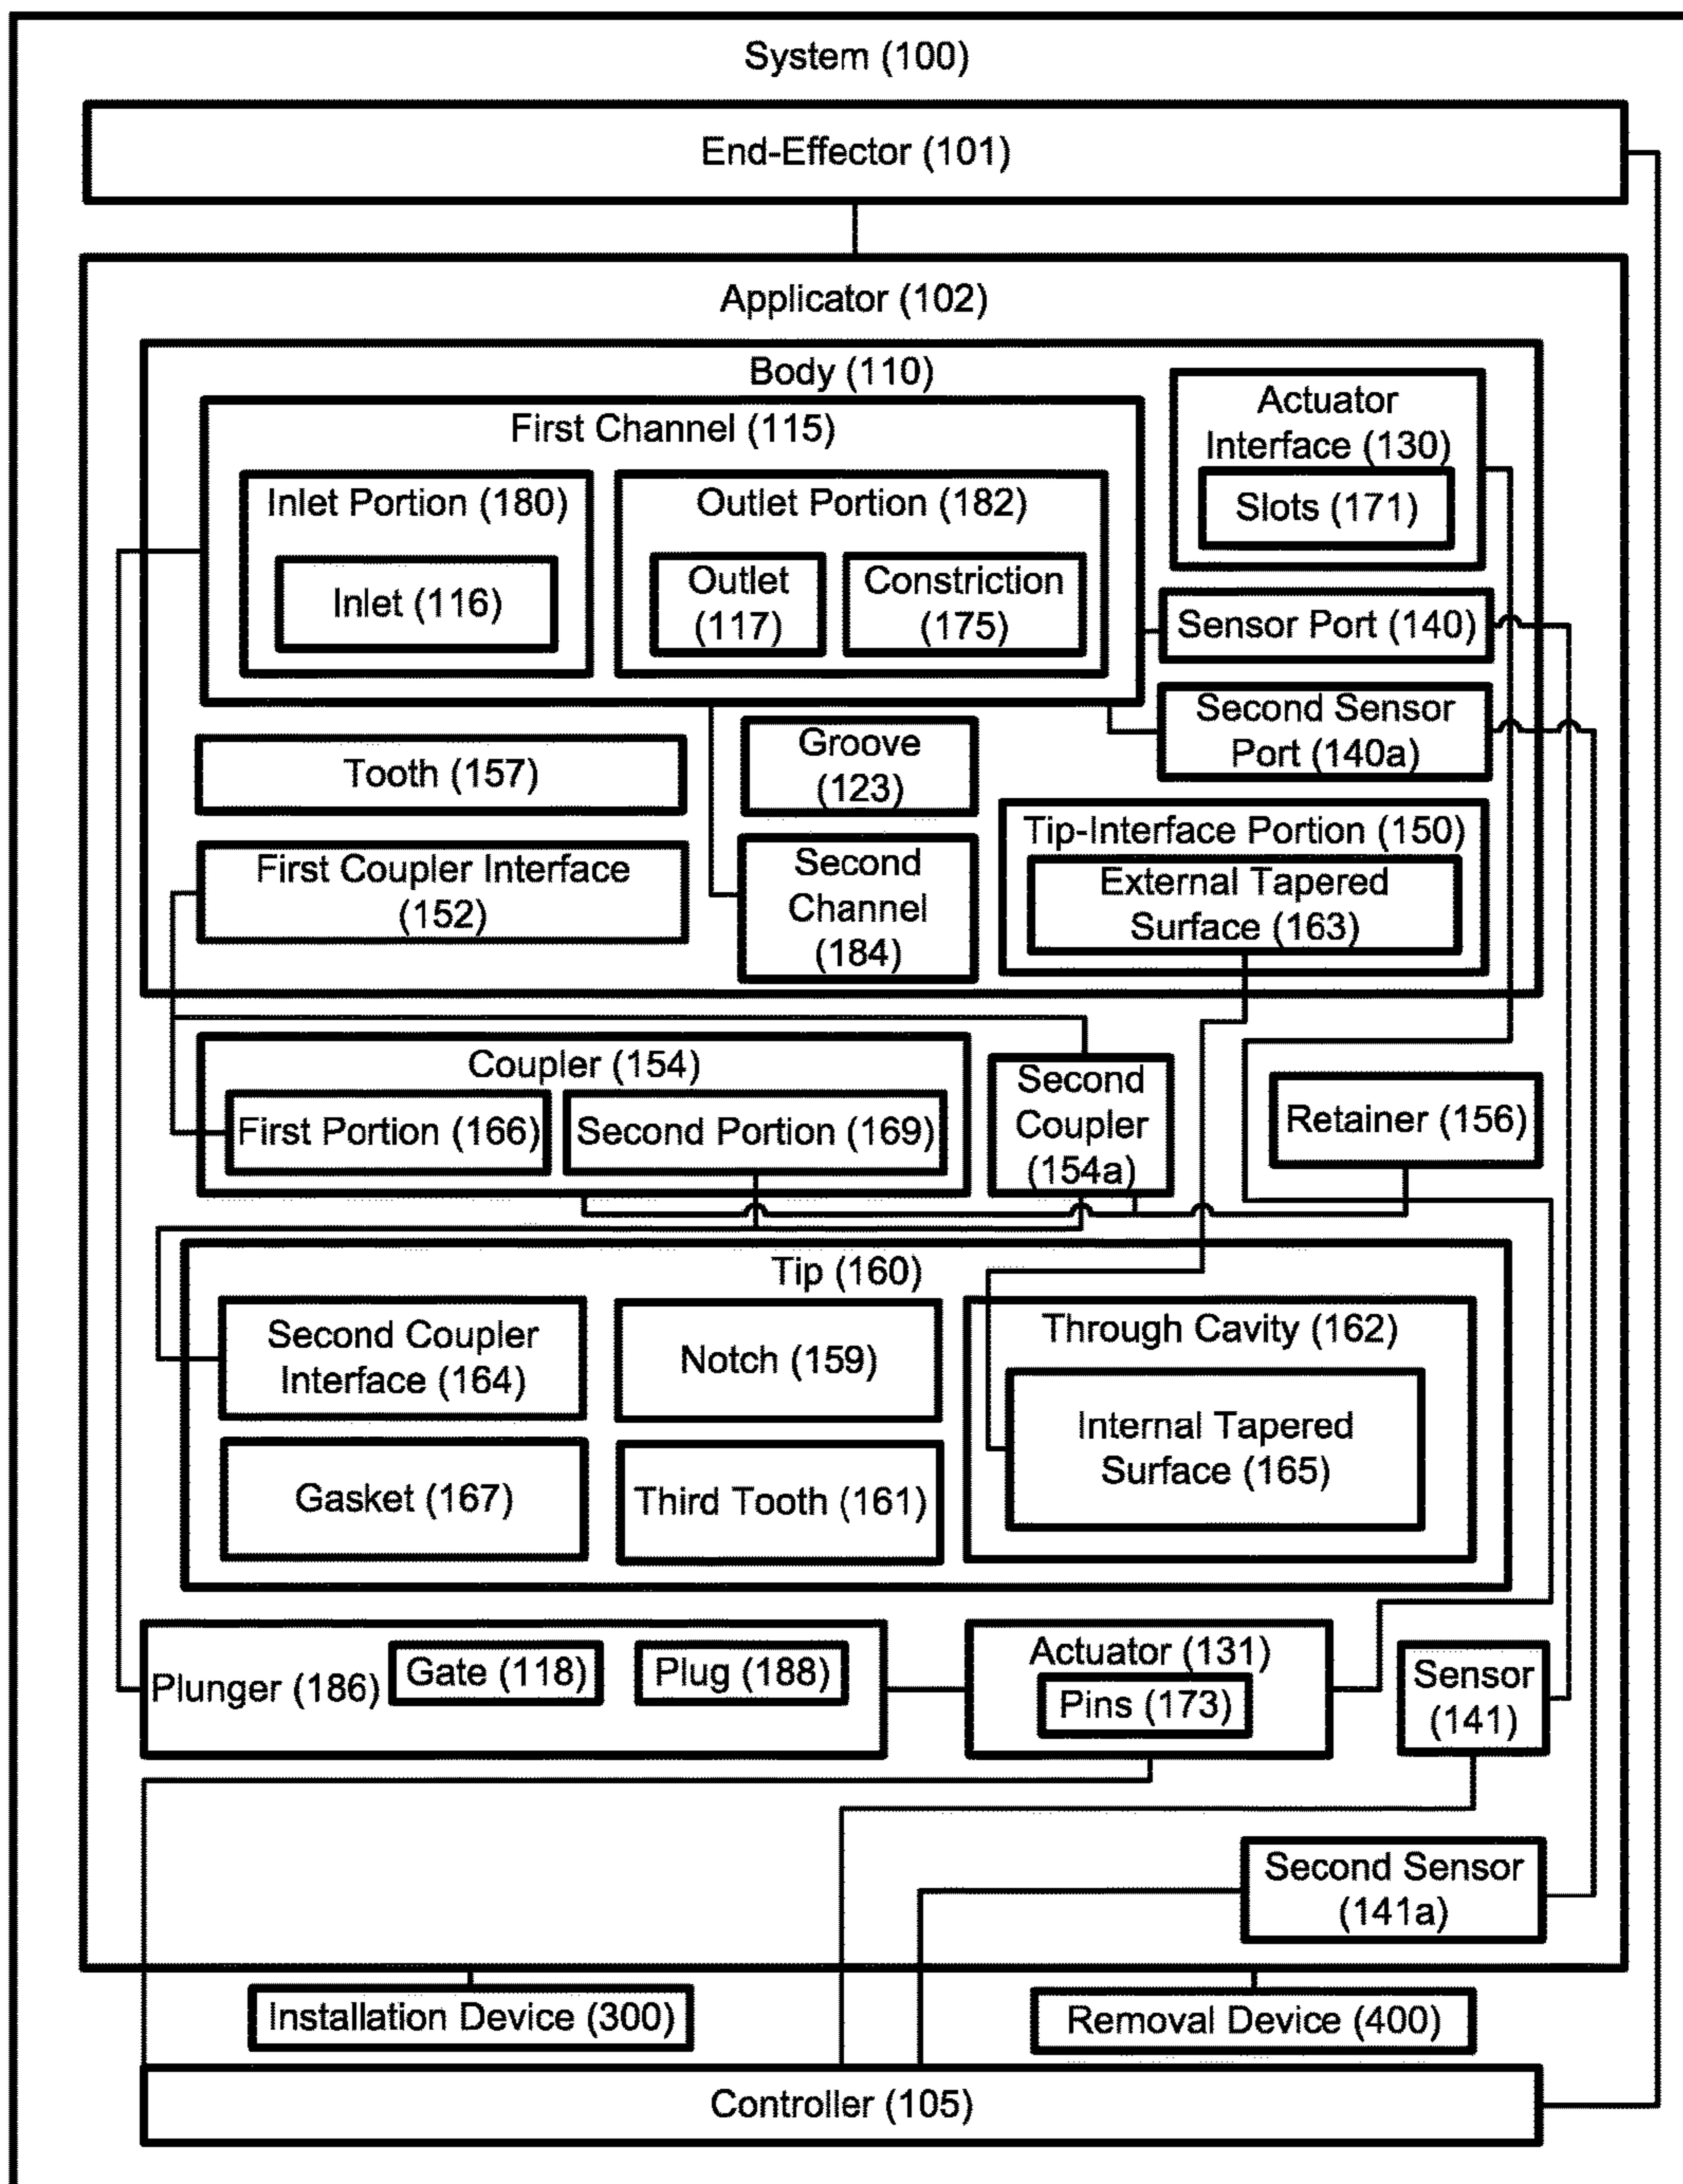 System (100)
End-Effector (101)
Applicator (102)
Body (110)
First Channel (115)
Inlet Portion (180)
Inlet (116)
Outlet Portion (182)
Outlet
(117)
Constriction
(175)
Actuator
Interface (130)
Slots (171)
Sensor Port (140)
Second Sensor
Port (140a)
Tooth (157)
Groove
(123)
First Coupler Interface
(152)
Second
Channel
(184)
Tip-Interface Portion (150)
External Tapered
Surface (163)
Coupler (154)
First Portion (166)
Second Portion (169)
Second
Coupler
(154a)
Retainer (156)
Tip (160)
Second Coupler
Interface (164)
Notch (159)
Through Cavity (162)
Internal Tapered
Surface (165)
Gasket (167)
Third Tooth (161)
Plunger (186)
Gate (118)
Plug (188)
Actuator (131)
Pins (173)
Sensor
(141)
Second Sensor
(141a)
Installation Device (300)
Removal Device (400)
Controller (105)